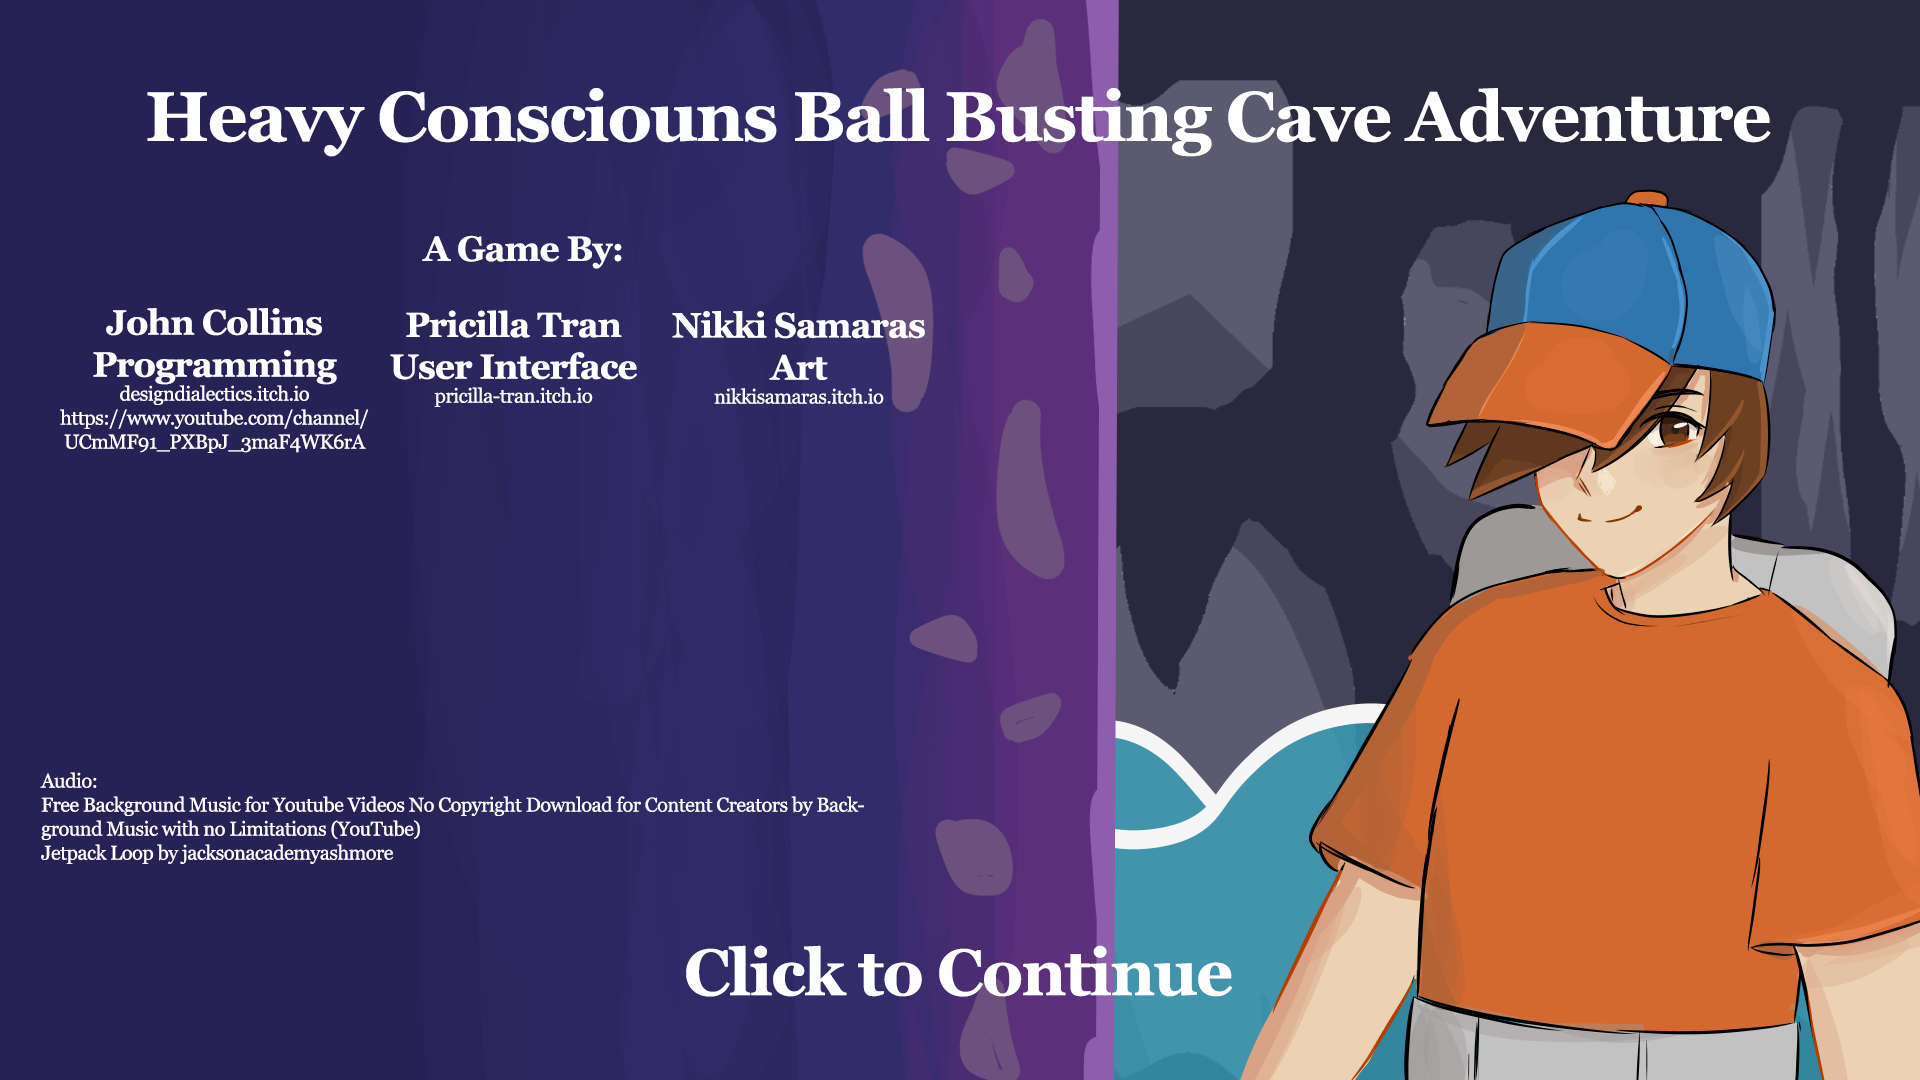 Heavy Consciouns Ball Busting Cave Adventure
A Game By:
John Collins
Programming
designdialectics.itch.io
https://www.youtube.com/channel/
UCmMF91_PXBpJ_3maF4WK6rA
Pricilla Tran
User Interface
pricilla-tran.itch.io
Nikki Samaras
Art
nikkisamaras.itch.io
Audio:
Free Background Music for Youtube Videos No Copyright Download for Content Creators by Back-
ground Music with no Limitations (YouTube)
Jetpack Loop by jacksonacademyashmore
Click to Continue